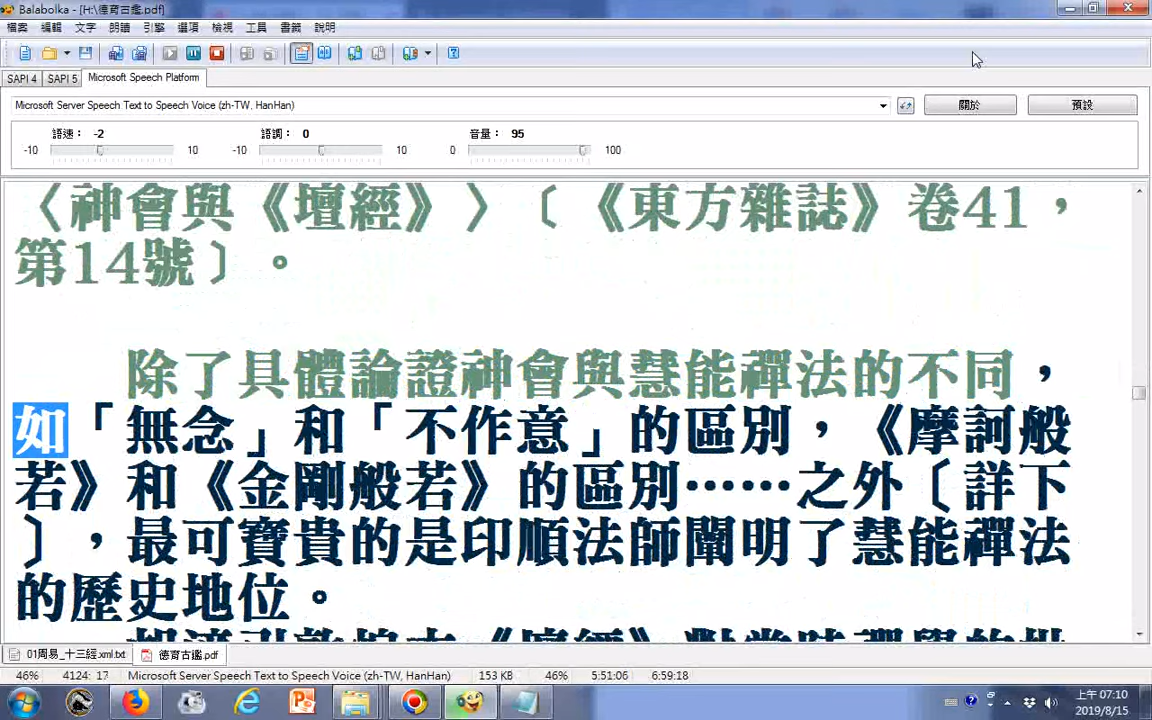 Balabolka - [H:\德育古鑑.pdf]
檔案 編輯 文字 朗讀 引擎 選項 檢視 工具 書籤 說明
SAPI 4 SAPI 5 Microsoft Speech Platform
Microsoft Server Speech Text to Speech Voice (zh-TW, HanHan) 關於 預設
語速： -2 語調： 0 音量： 95
-10 10 -10 10 0 100
〈神會與《壇經》〉〔《東方雜誌》卷41，
第14號〕。
除了具體論證神會與慧能禪法的不同，
如「無念」和「不作意」的區別，《摩訶般
若》和《金剛般若》的區別……之外〔詳下
〕，最可寶貴的是印順法師闡明了慧能禪法
的歷史地位。
01周易_十三經.xml.txt 德育古鑑.pdf
46% 4124: 17 Microsoft Server Speech Text to Speech Voice (zh-TW, HanHan) 153 KB 46% 5:51:06 6:59:18
上午 07:10
2019/8/15